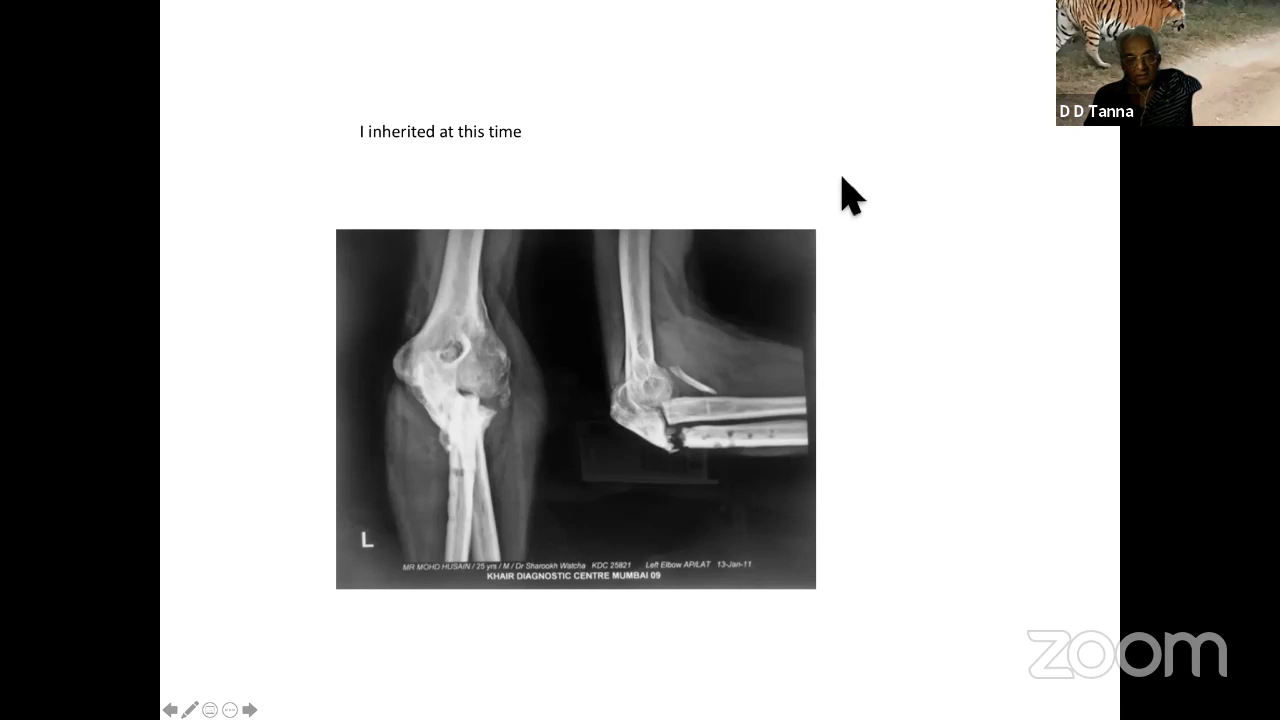 D D Tanna
I inherited at this time
L
MR MOHD HUSAIN / 25 yrs / M / Dr Sharookh Watcha KDC 25821 Left Elbow AP/LAT 13-Jan-11
KHAIR DIAGNOSTIC CENTRE MUMBAI 09
zoom